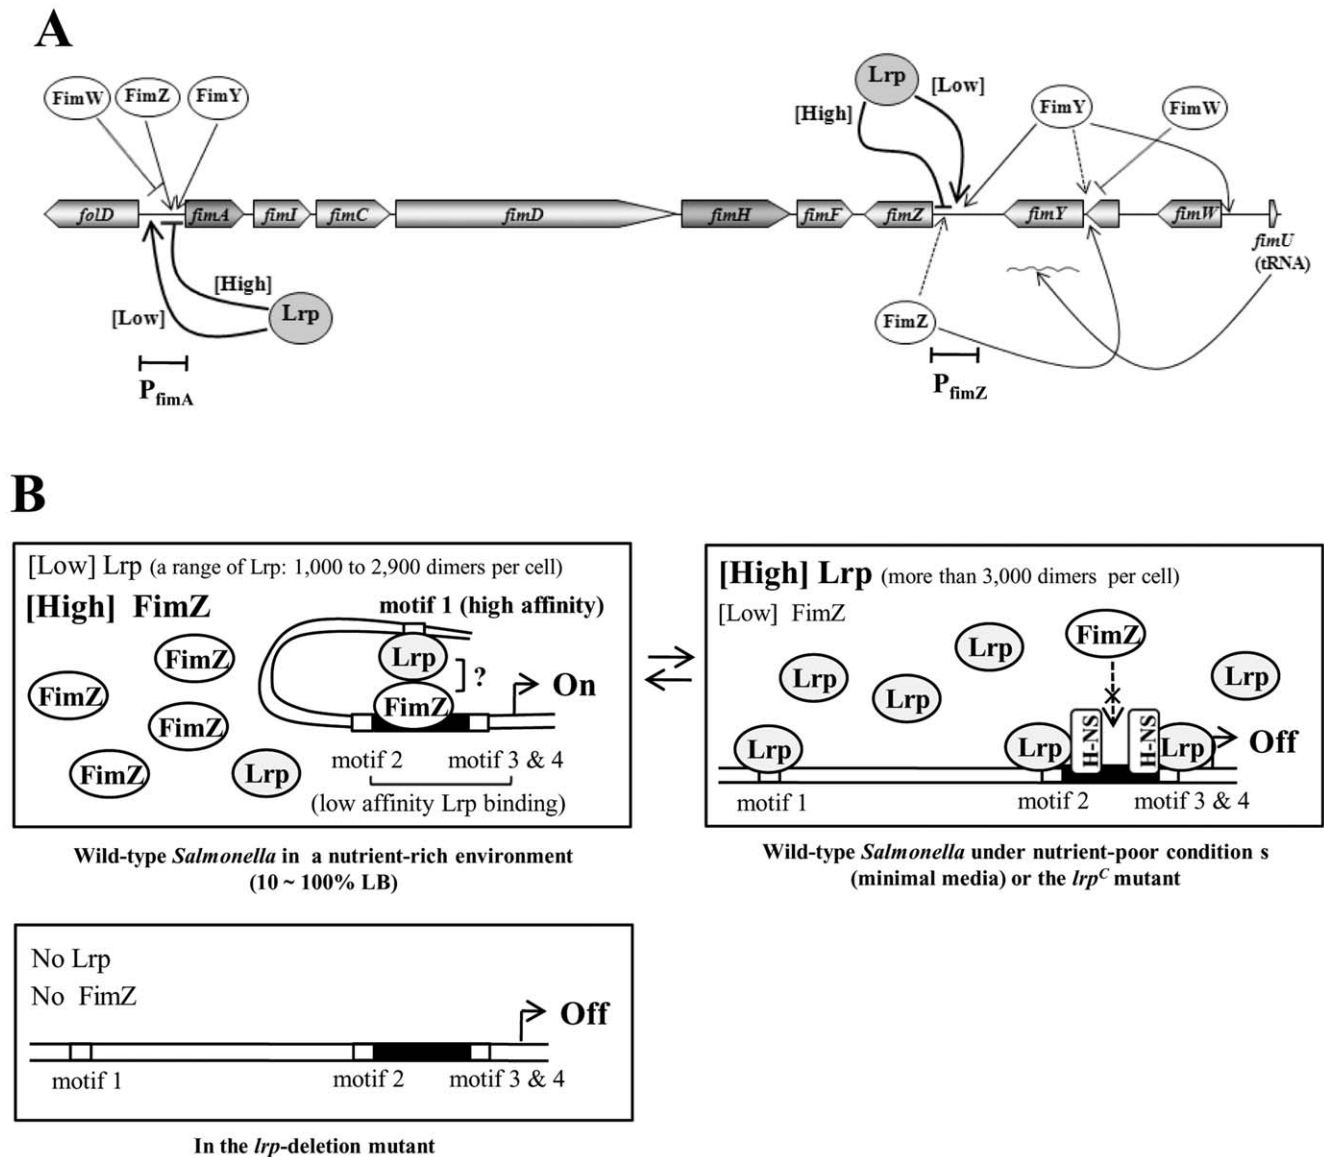 A
FimW FimZ FimY
Lrp
[High] [Low]
FimY FimW
folD fimA fimI fimC fimD fimH fimF fimZ fimY fimW
fimU
(tRNA)
[High]
[Low]
Lrp
FimZ
PfimA
PfimZ
B
[Low] Lrp (a range of Lrp: 1,000 to 2,900 dimers per cell)
[High] FimZ
motif 1 (high affinity)
FimZ
FimZ
FimZ
FimZ
Lrp
Lrp
?
FimZ
On
motif 2 motif 3 & 4
(low affinity Lrp binding)
Wild-type Salmonella in a nutrient-rich environment
(10 ~ 100% LB)
[High] Lrp (more than 3,000 dimers per cell)
[Low] FimZ
FimZ
Lrp
Lrp
Lrp
Lrp
Lrp
Lrp
H-NS
H-NS
Lrp
Off
motif 1 motif 2 motif 3 & 4
Wild-type Salmonella under nutrient-poor condition s
(minimal media) or the lrpC mutant
No Lrp
No FimZ
Off
motif 1 motif 2 motif 3 & 4
In the lrp-deletion mutant